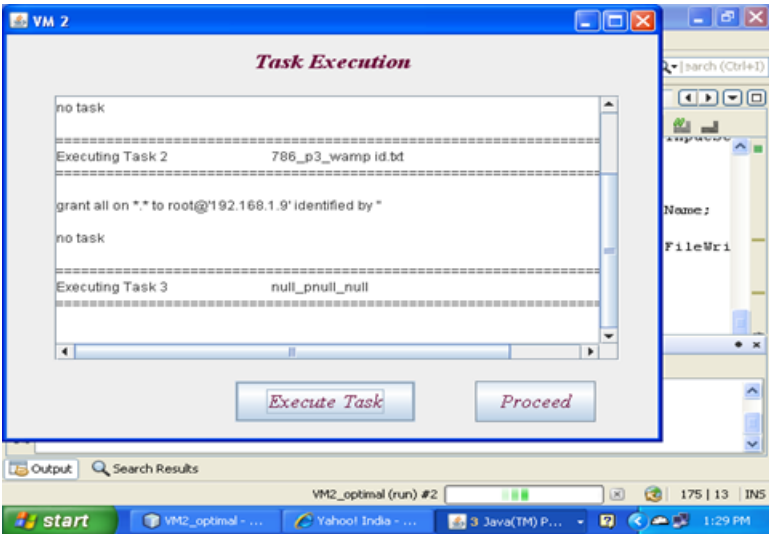 VM 2
Task Execution
no task
Executing Task 2 786_p3_wamp id.txt
grant all on *.* to root@'192.168.1.9' identified by ''
no task
Executing Task 3 null_pnull_null
Execute Task
Proceed
earch (Ctrl+I)
Name;
FileWri
Output
Search Results
VM2_optimal (run) #2
175 | 13
INS
start
VM2_optimal - ...
Yahoo! India - ...
3 Java(TM) P...
1:29 PM